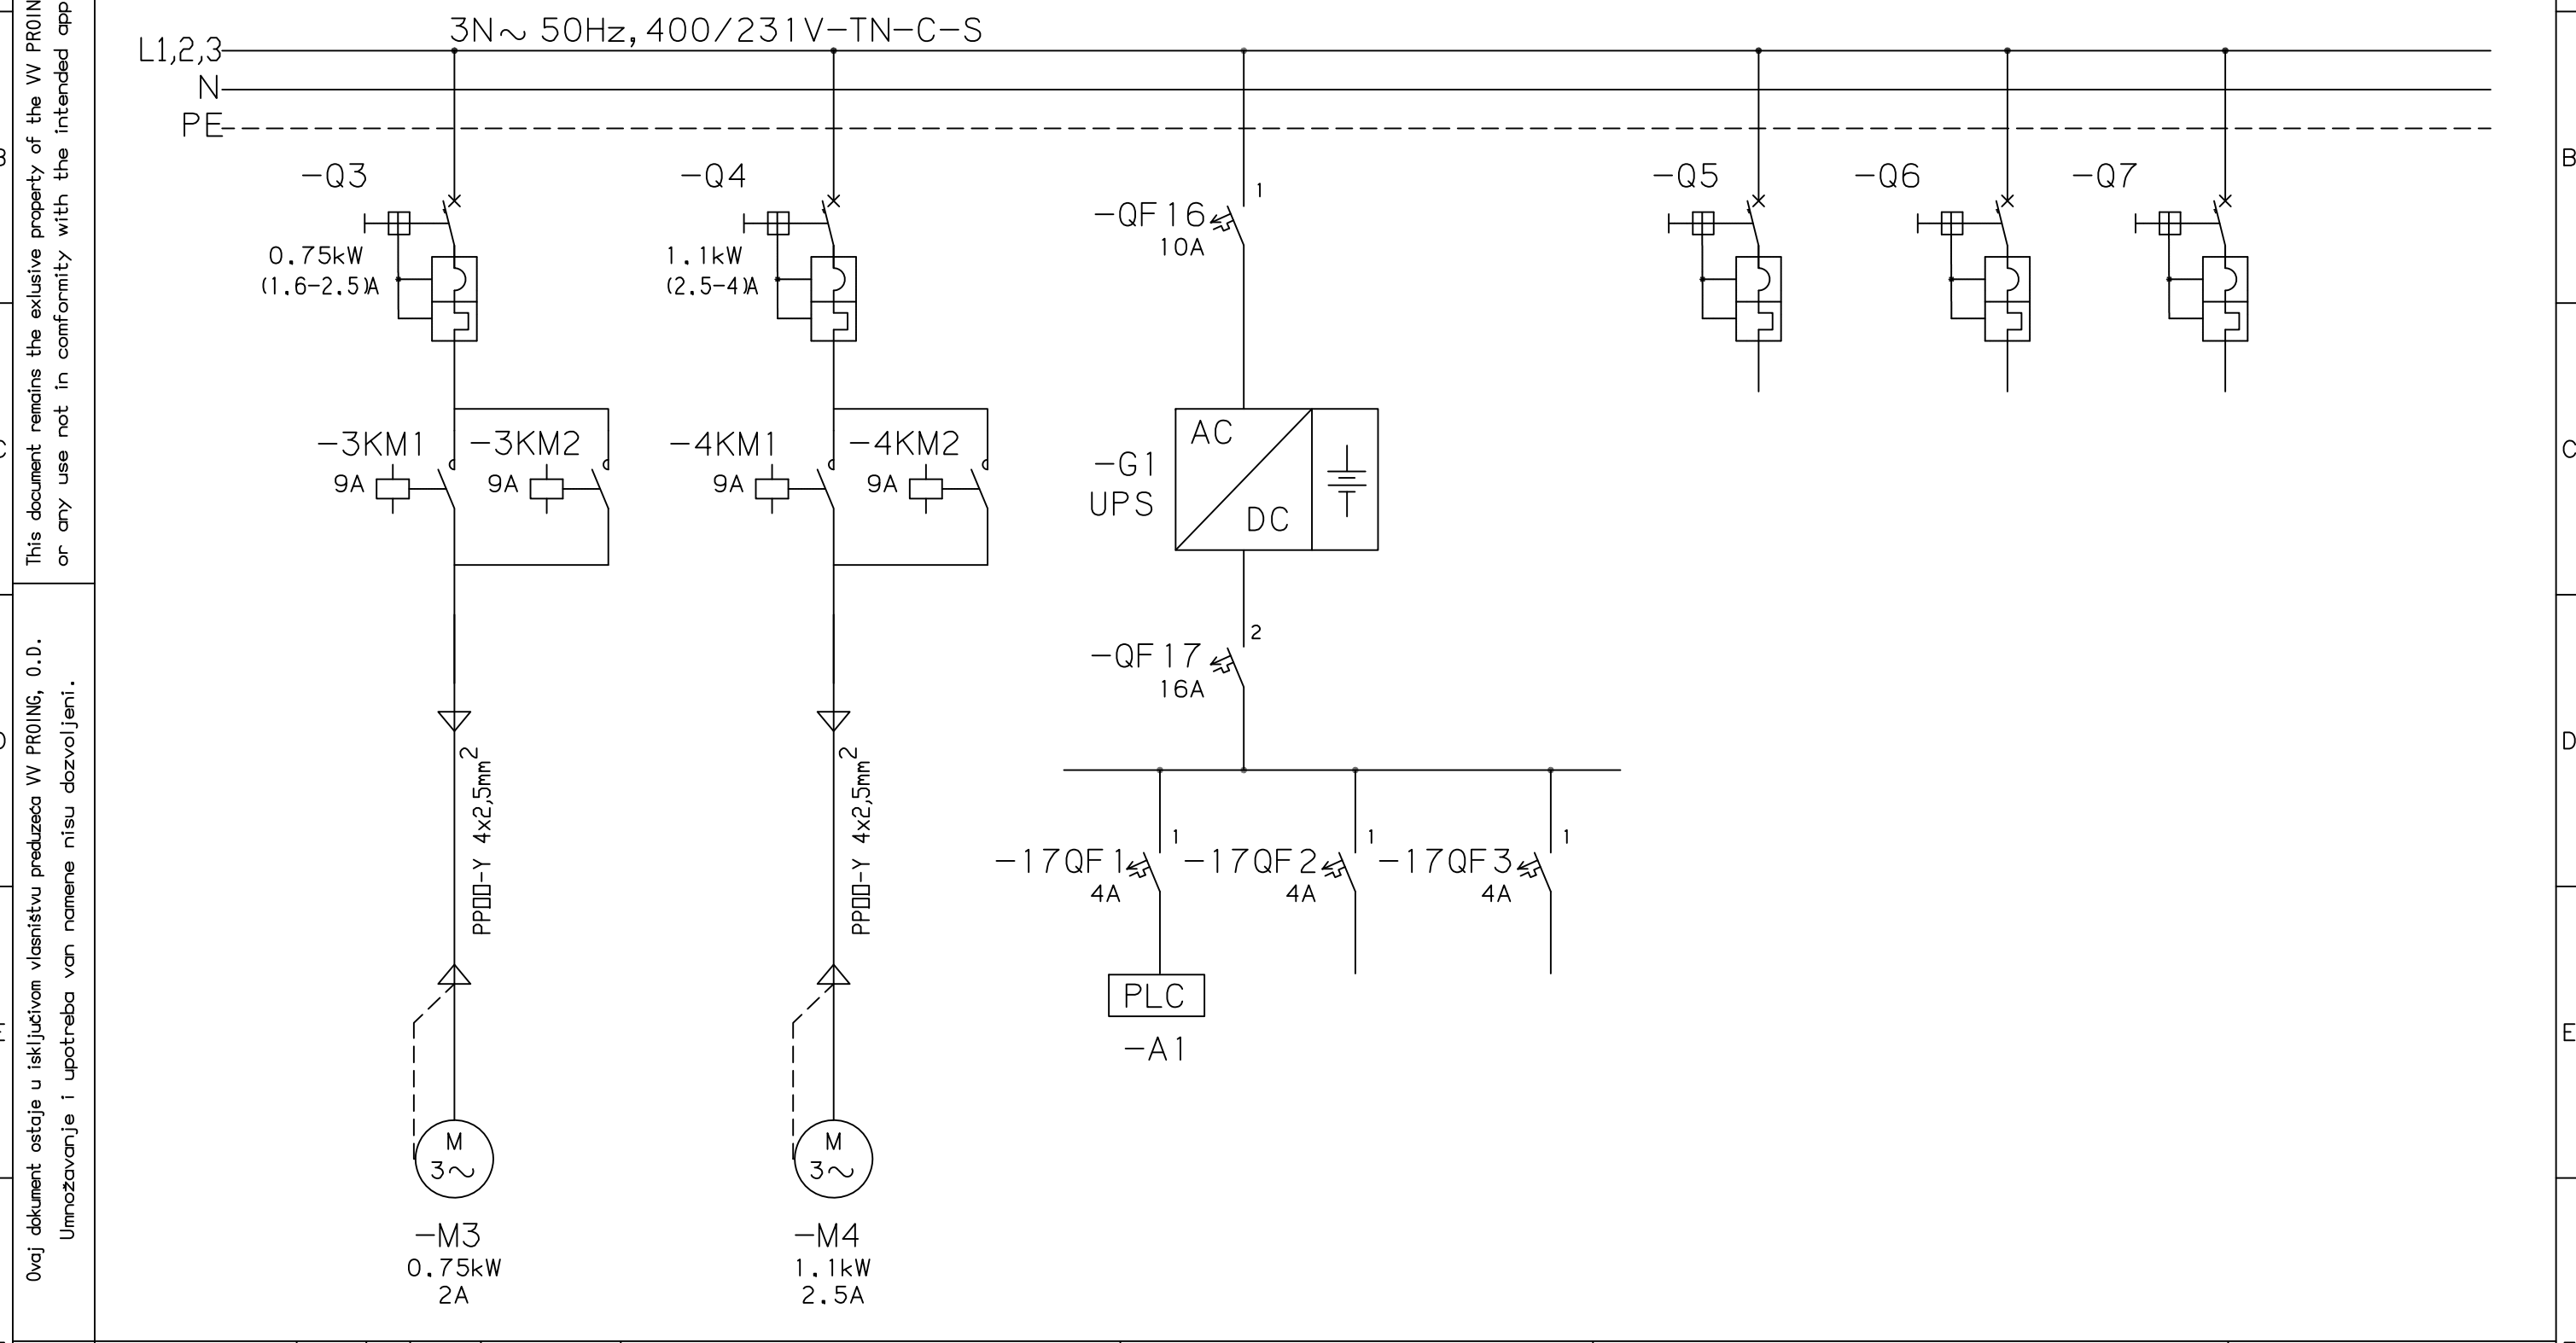 3N~ 50Hz,400/231V-TN-C-S
L1,2,3
N
PE
-Q3
0.75kW
(1.6-2.5)A
-Q4
1.1kW
(2.5-4)A
1
-QF16
10A
-Q5
-Q6
-Q7
-3KM1
9A
-3KM2
9A
-4KM1
9A
-4KM2
9A
AC
DC
-G1
UPS
2
-QF17
16A
PP▯▯-Y 4x2,5mm2
PP▯▯-Y 4x2,5mm2
1
-17QF1
4A
1
-17QF2
4A
1
-17QF3
4A
PLC
-A1
M
3~
-M3
0.75kW
2A
M
3~
-M4
1.1kW
2.5A
This document remains the exlusive property of the VV
or any use not in comformity with the intended
Ovaj dokument ostaje u isključivom vlasništvu preduzeća VV PROING, O.D.
Umnožavanje i upotreba van namene nisu dozvoljeni.
B
C
D
E